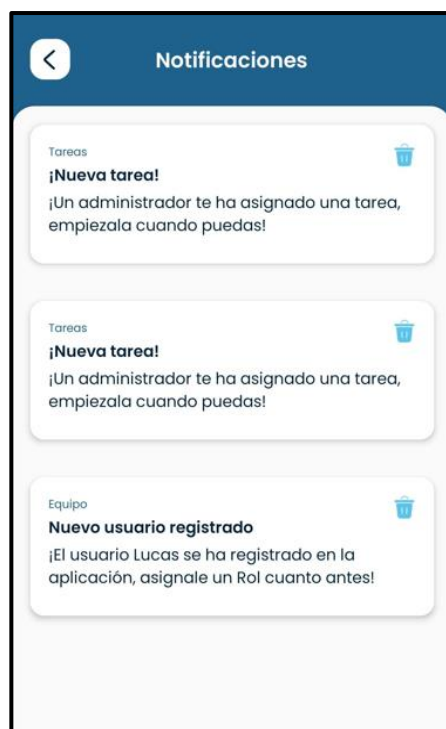 Notificaciones
Tareas
¡Nueva tarea!
¡Un administrador te ha asignado una tarea,
empiezala cuando puedas!
Tareas
¡Nueva tarea!
¡Un administrador te ha asignado una tarea,
empiezala cuando puedas!
Equipo
Nuevo usuario registrado
¡El usuario Lucas se ha registrado en la
aplicación, asignale un Rol cuanto antes!